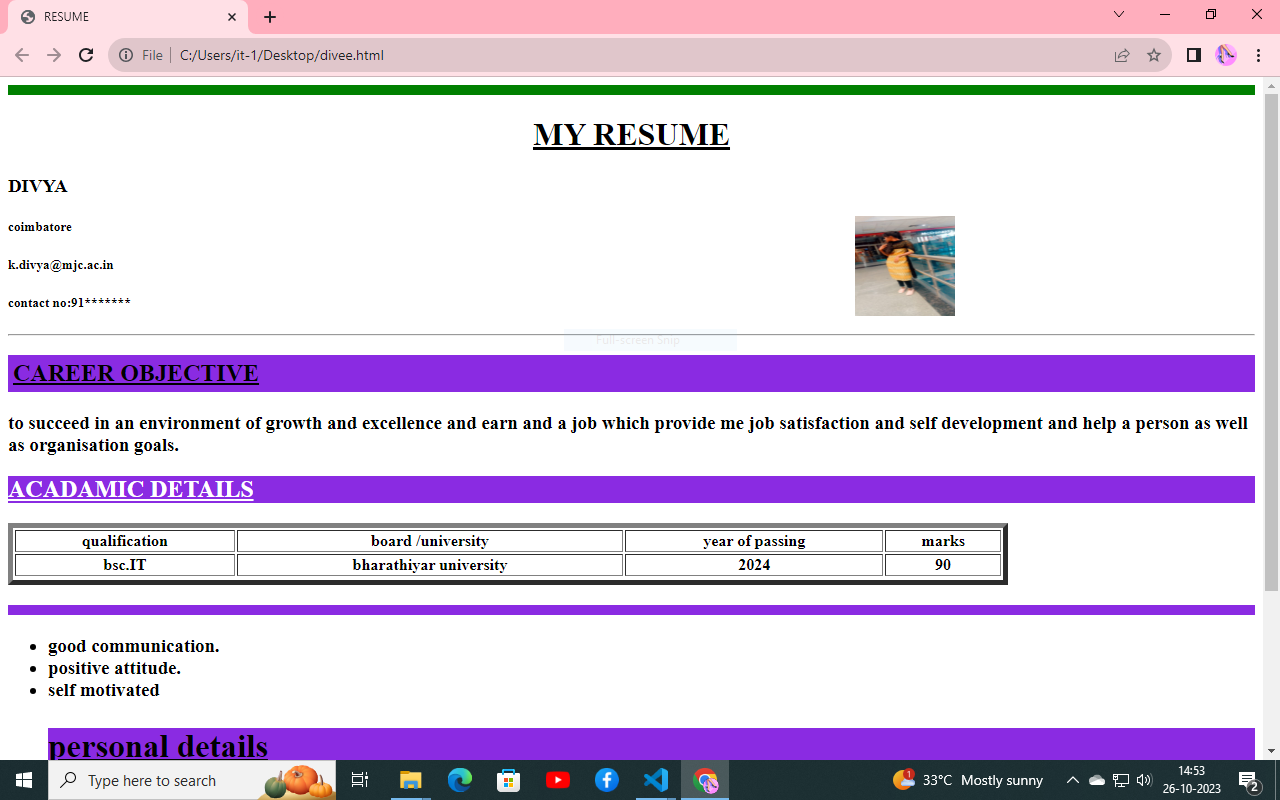 RESUME
File
C:/Users/it-1/Desktop/divee.html
MY RESUME
DIVYA
coimbatore
k.divya@mjc.ac.in
contact no:91*******
Full-screen Snip
CAREER OBJECTIVE
to succeed in an environment of growth and excellence and earn and a job which provide me job satisfaction and self development and help a person as well
as organisation goals.
ACADAMIC DETAILS
qualification board /university year of passing marks
bsc.IT bharathiyar university 2024 90
good communication.
positive attitude.
self motivated
personal details
Type here to search
1
33°C Mostly sunny
14:53
26-10-2023
2